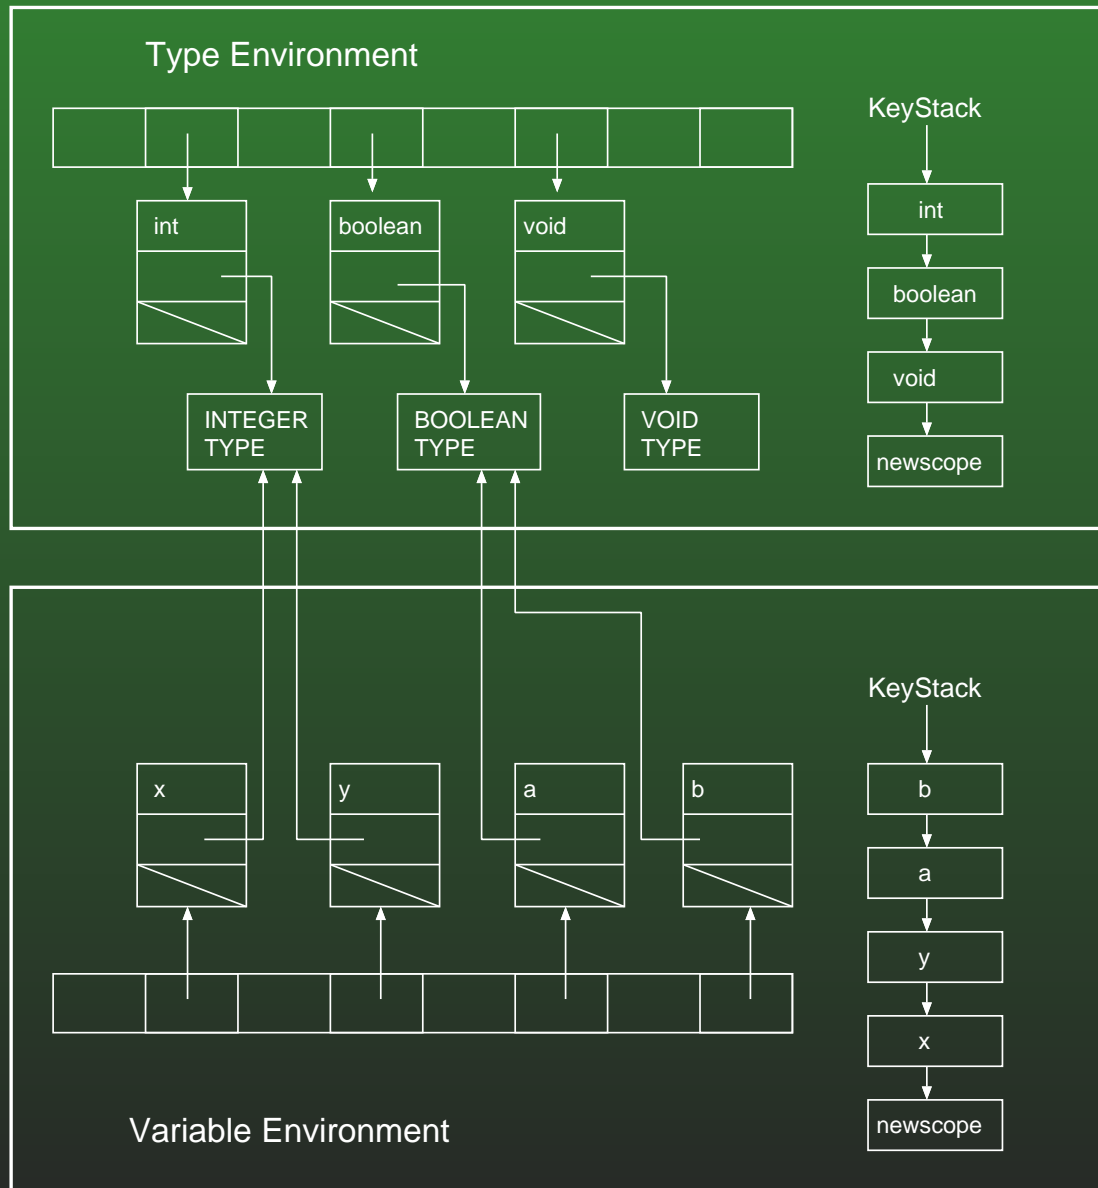 Type Environment
KeyStack
int
boolean
void
int
boolean
void
newscope
INTEGER
TYPE
BOOLEAN
TYPE
VOID
TYPE
KeyStack
x
y
a
b
b
a
y
x
newscope
Variable Environment